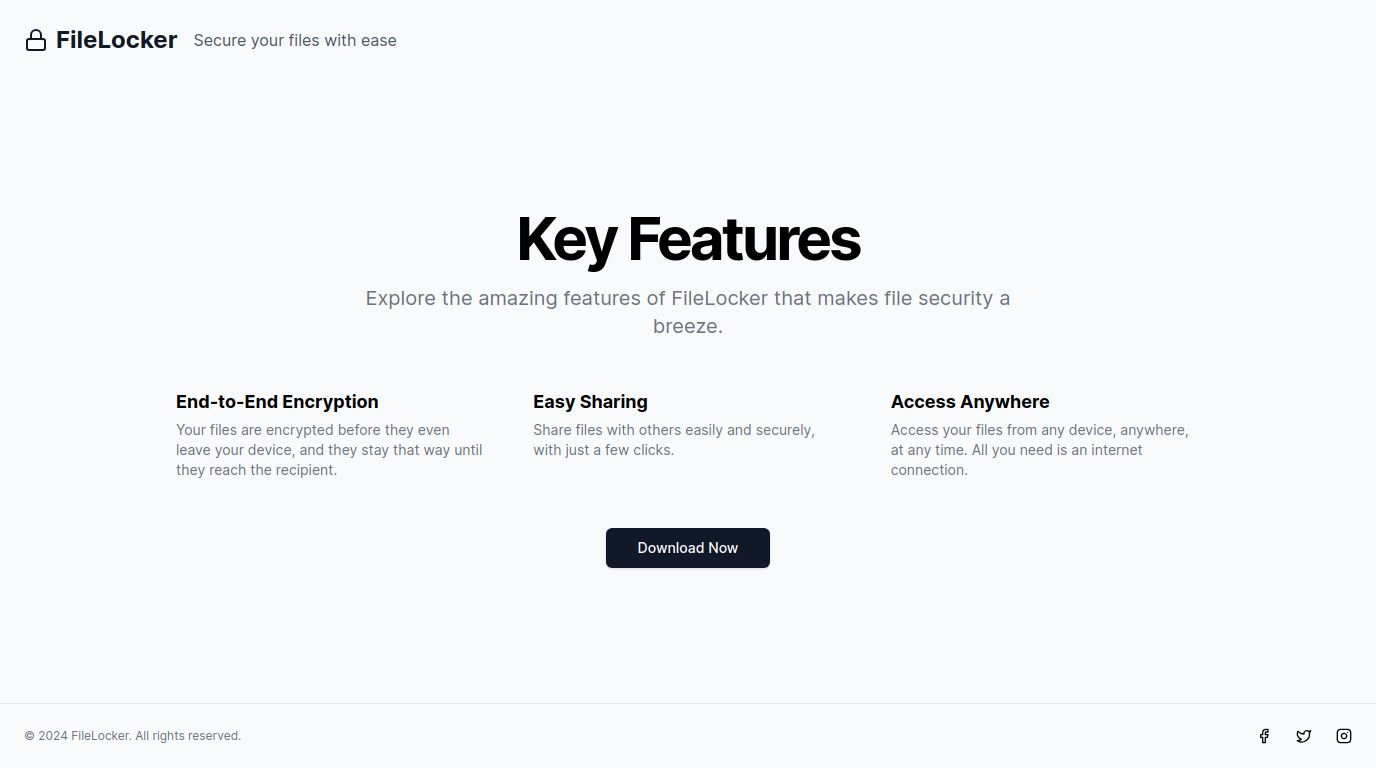 FileLocker Secure your files with ease
Key Features
Explore the amazing features of FileLocker that makes file security a
breeze.
End-to-End Encryption
Your files are encrypted before they even
leave your device, and they stay that way until
they reach the recipient.
Easy Sharing
Share files with others easily and securely,
with just a few clicks.
Access Anywhere
Access your files from any device, anywhere,
at any time. All you need is an internet
connection.
Download Now
© 2024 FileLocker. All rights reserved.